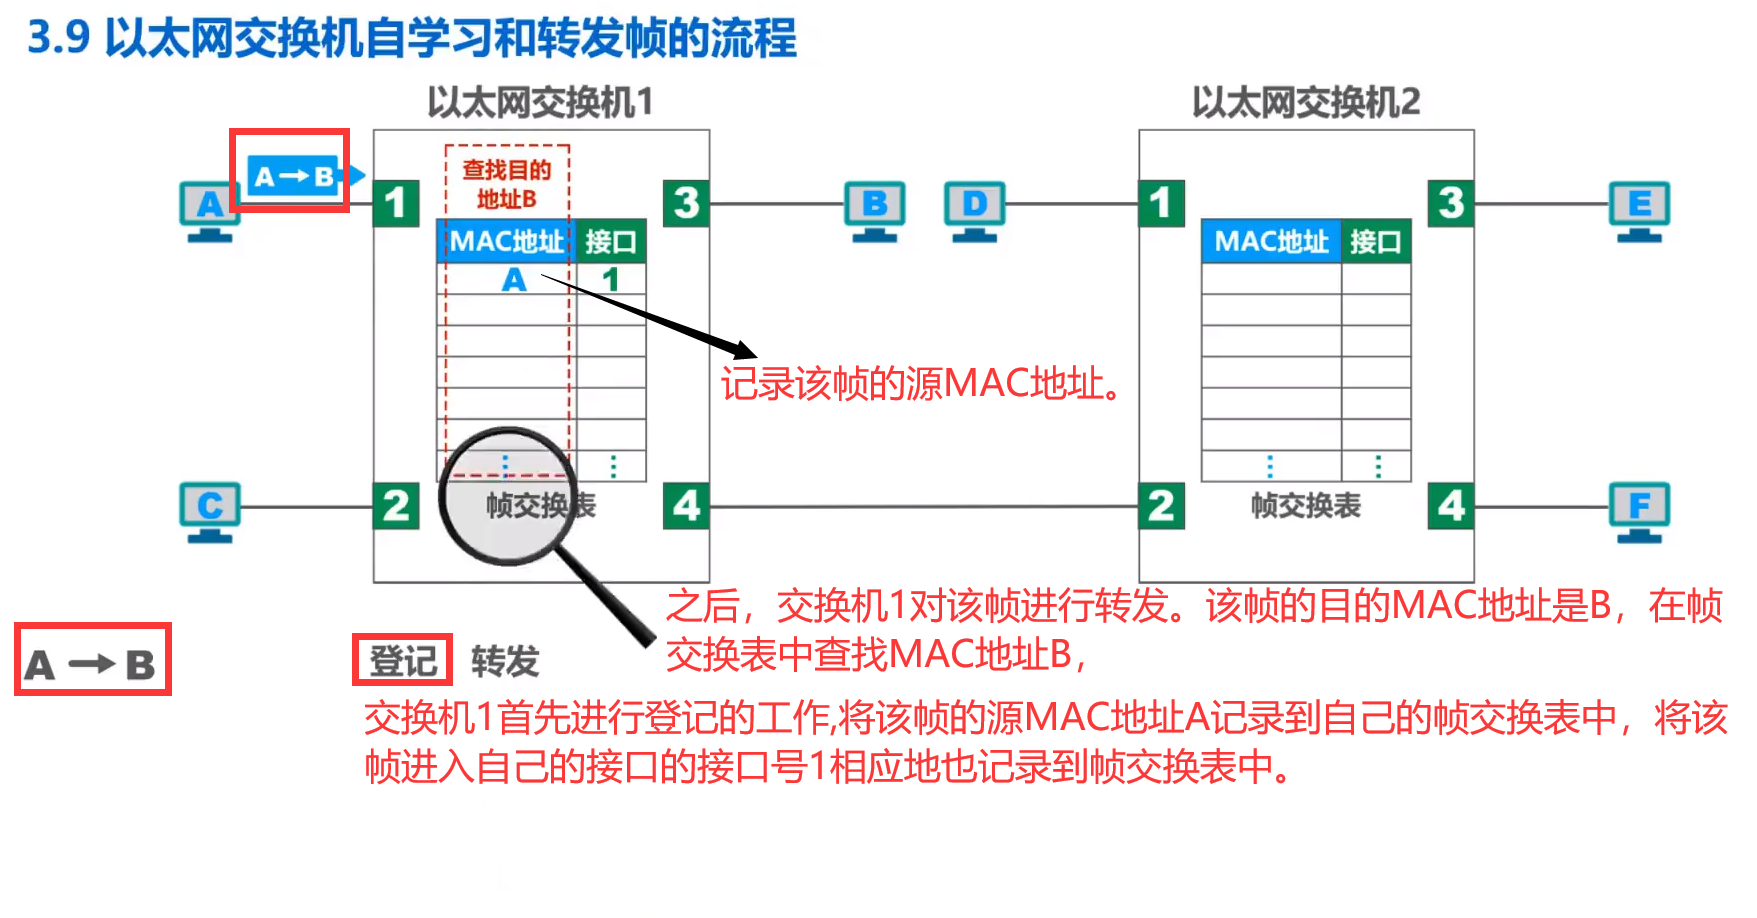 3.9 以太网交换机自学习和转发帧的流程
以太网交换机1
以太网交换机2
A→B
查找目的
地址B
A
1
3
B
D
1
3
E
MAC地址 接口
A 1
MAC地址 接口
记录该帧的源MAC地址。
⋮ ⋮
⋮ ⋮
C
2
帧交换表
4
2
帧交换表
4
F
之后，交换机1对该帧进行转发。该帧的目的MAC地址是B，在帧
交换表中查找MAC地址B，
A→B
登记 转发
交换机1首先进行登记的工作,将该帧的源MAC地址A记录到自己的帧交换表中，将该
帧进入自己的接口的接口号1相应地也记录到帧交换表中。